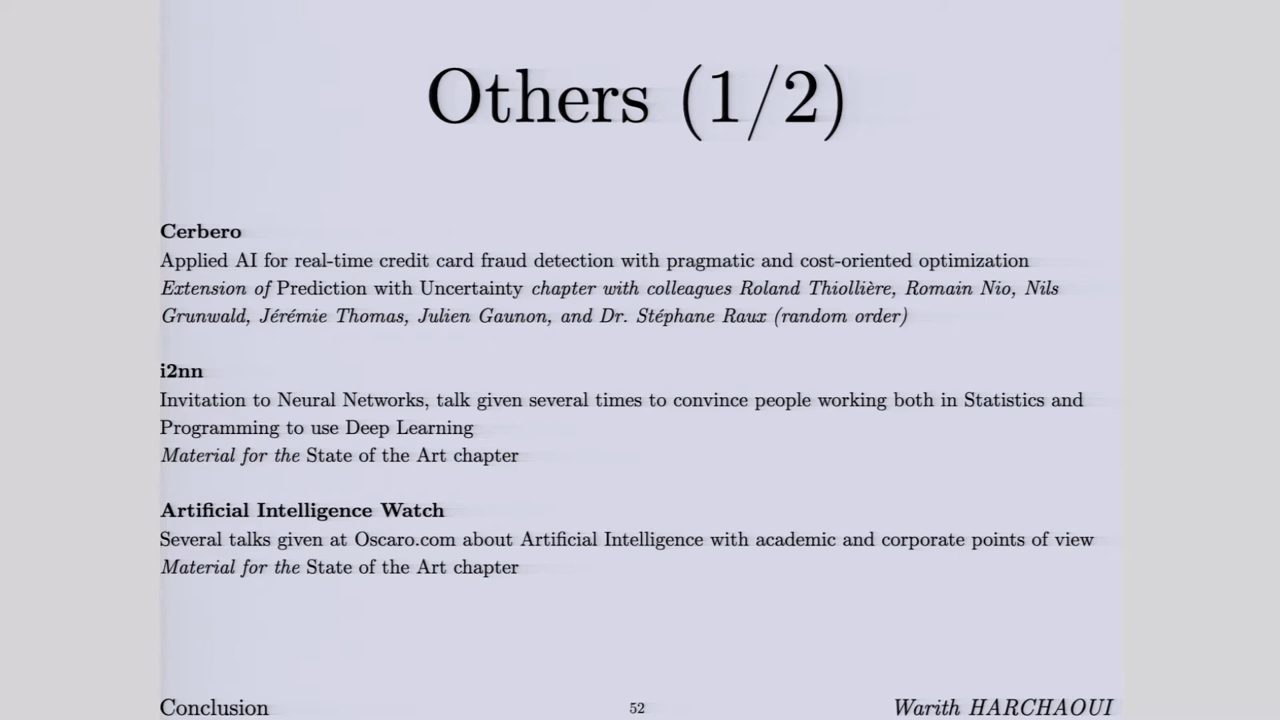 Others (1/2)
Cerbero
Applied AI for real-time credit card fraud detection with pragmatic and cost-oriented optimization
Extension of Prediction with Uncertainty chapter with colleagues Roland Thiollière, Romain Nio, Nils
Grunwald, Jérémie Thomas, Julien Gaunon, and Dr. Stéphane Raux (random order)
i2nn
Invitation to Neural Networks, talk given several times to convince people working both in Statistics and
Programming to use Deep Learning
Material for the State of the Art chapter
Artificial Intelligence Watch
Several talks given at Oscaro.com about Artificial Intelligence with academic and corporate points of view
Material for the State of the Art chapter
Conclusion
52
Warith HARCHAOUI